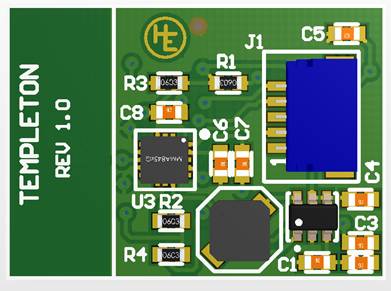 TEMPLETON
REV 1.0
HE
J1
C5
R3
0603
R1
0603
C8
C6
C7
MMA8452Q
1
U3
R2
0603
C4
R4
0603
C1
C3